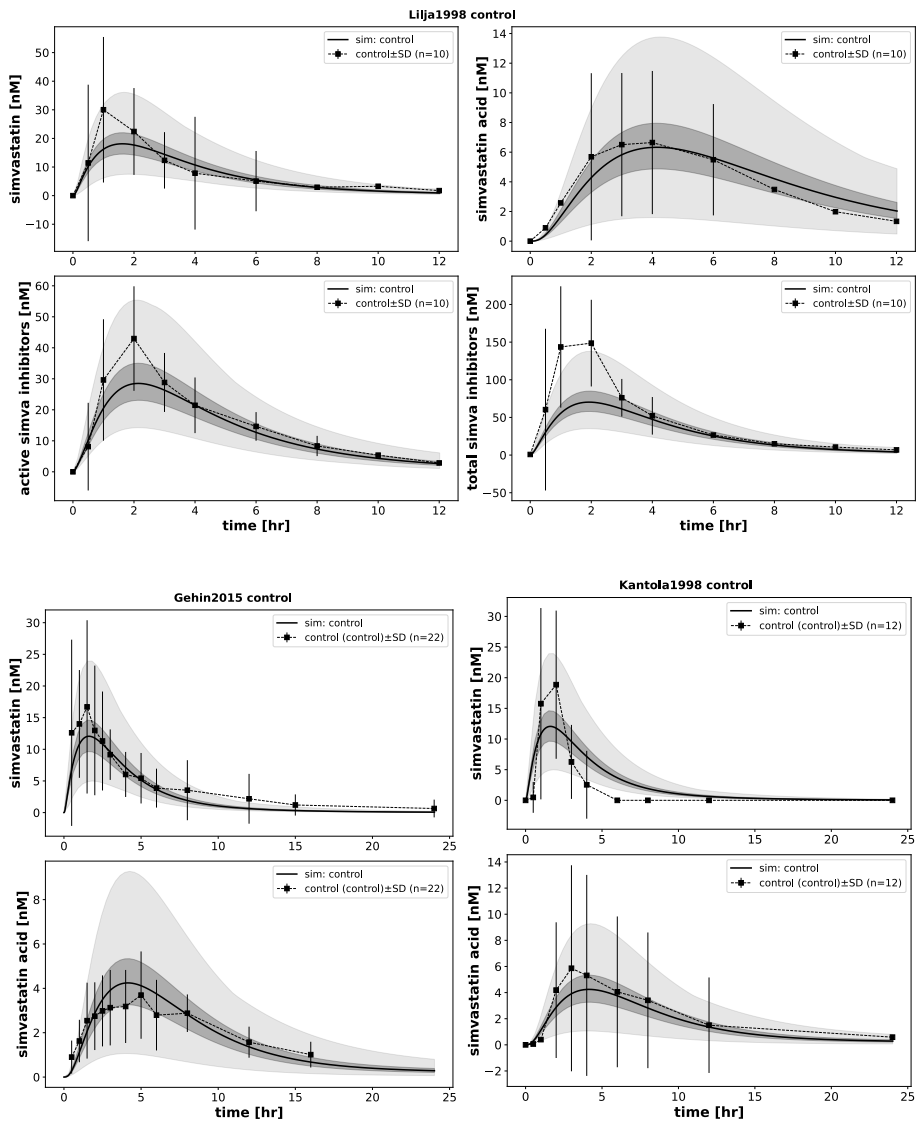 Lilja1998 control
simvastatin [nM]
50
40
30
20
10
0
−10
sim: control
control±SD (n=10)
0 2 4 6 8 10 12
simvastatin acid [nM]
14
12
10
8
6
4
2
0
sim: control
control±SD (n=10)
0 2 4 6 8 10 12
active simva inhibitors [nM]
60
50
40
30
20
10
0
sim: control
control±SD (n=10)
0 2 4 6 8 10 12
time [hr]
total simva inhibitors [nM]
200
150
100
50
0
−50
sim: control
control±SD (n=10)
0 2 4 6 8 10 12
time [hr]
Gehin2015 control
simvastatin [nM]
30
25
20
15
10
5
0
sim: control
control (control)±SD (n=22)
0 5 10 15 20 25
simvastatin acid [nM]
8
6
4
2
0
sim: control
control (control)±SD (n=22)
0 5 10 15 20 25
time [hr]
Kantola1998 control
simvastatin [nM]
30
25
20
15
10
5
0
sim: control
control (control)±SD (n=12)
0 5 10 15 20 25
simvastatin acid [nM]
14
12
10
8
6
4
2
0
−2
sim: control
control (control)±SD (n=12)
0 5 10 15 20 25
time [hr]